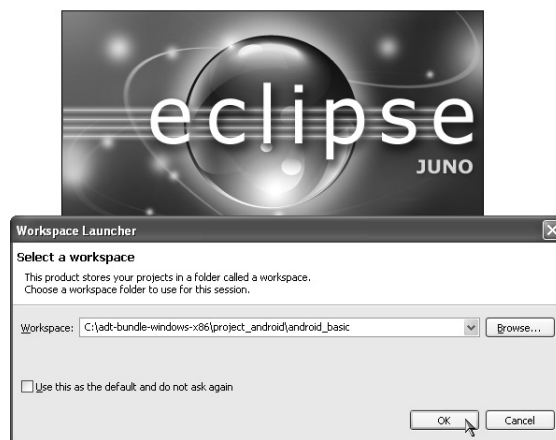 eclipse
JUNO
Workspace Launcher
Select a workspace
This product stores your projects in a folder called a workspace.
Choose a workspace folder to use for this session.
Workspace: C:\adt-bundle-windows-x86\project_android\android_basic Browse...
Use this as the default and do not ask again
OK Cancel